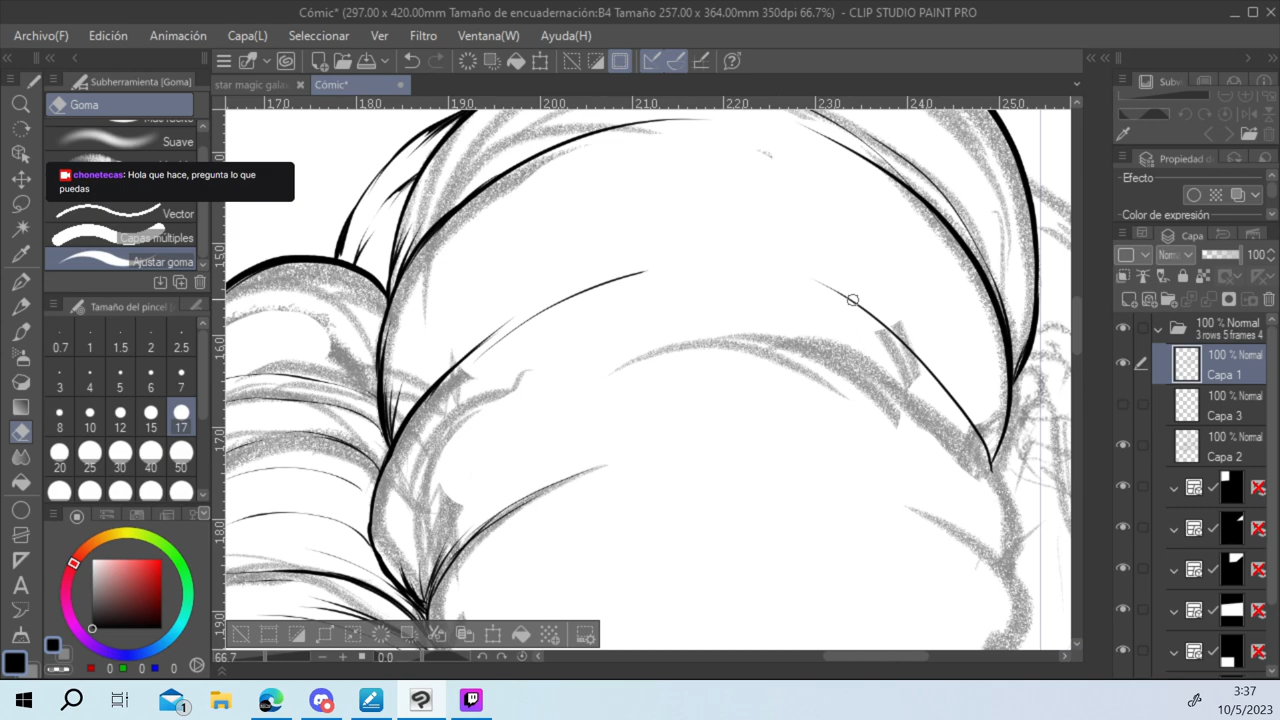 Cómic* (297.00 x 420.00mm Tamaño de encuadernación:B4 Tamaño 257.00 x 364.00mm 350dpi 66.7%) - CLIP STUDIO PAINT PRO
Archivo(F) Edición Animación Capa(L) Seleccionar Ver Filtro Ventana(W) Ayuda(H)
Subherramienta [Goma]
star magic gala
Cómic*
Goma
Suave
chonetecas: Hola que hace, pregunta lo que
puedas
Vector
Capas múltiples
Ajustar goma
Tamaño del pincel
0.7 1 1.5 2 2.5
3 4 5 6 7
8 10 12 15 17
20 25 30 40 50
0 0 0
66.7 0.0
Propiedad d
Efecto
Color de expresión
Capa
100
100 % Normal
3 rows 5 frames 4
100 % Normal
Capa 1
100 % Normal
Capa 3
100 % Normal
Capa 2
A
1
3:37
10/5/2023